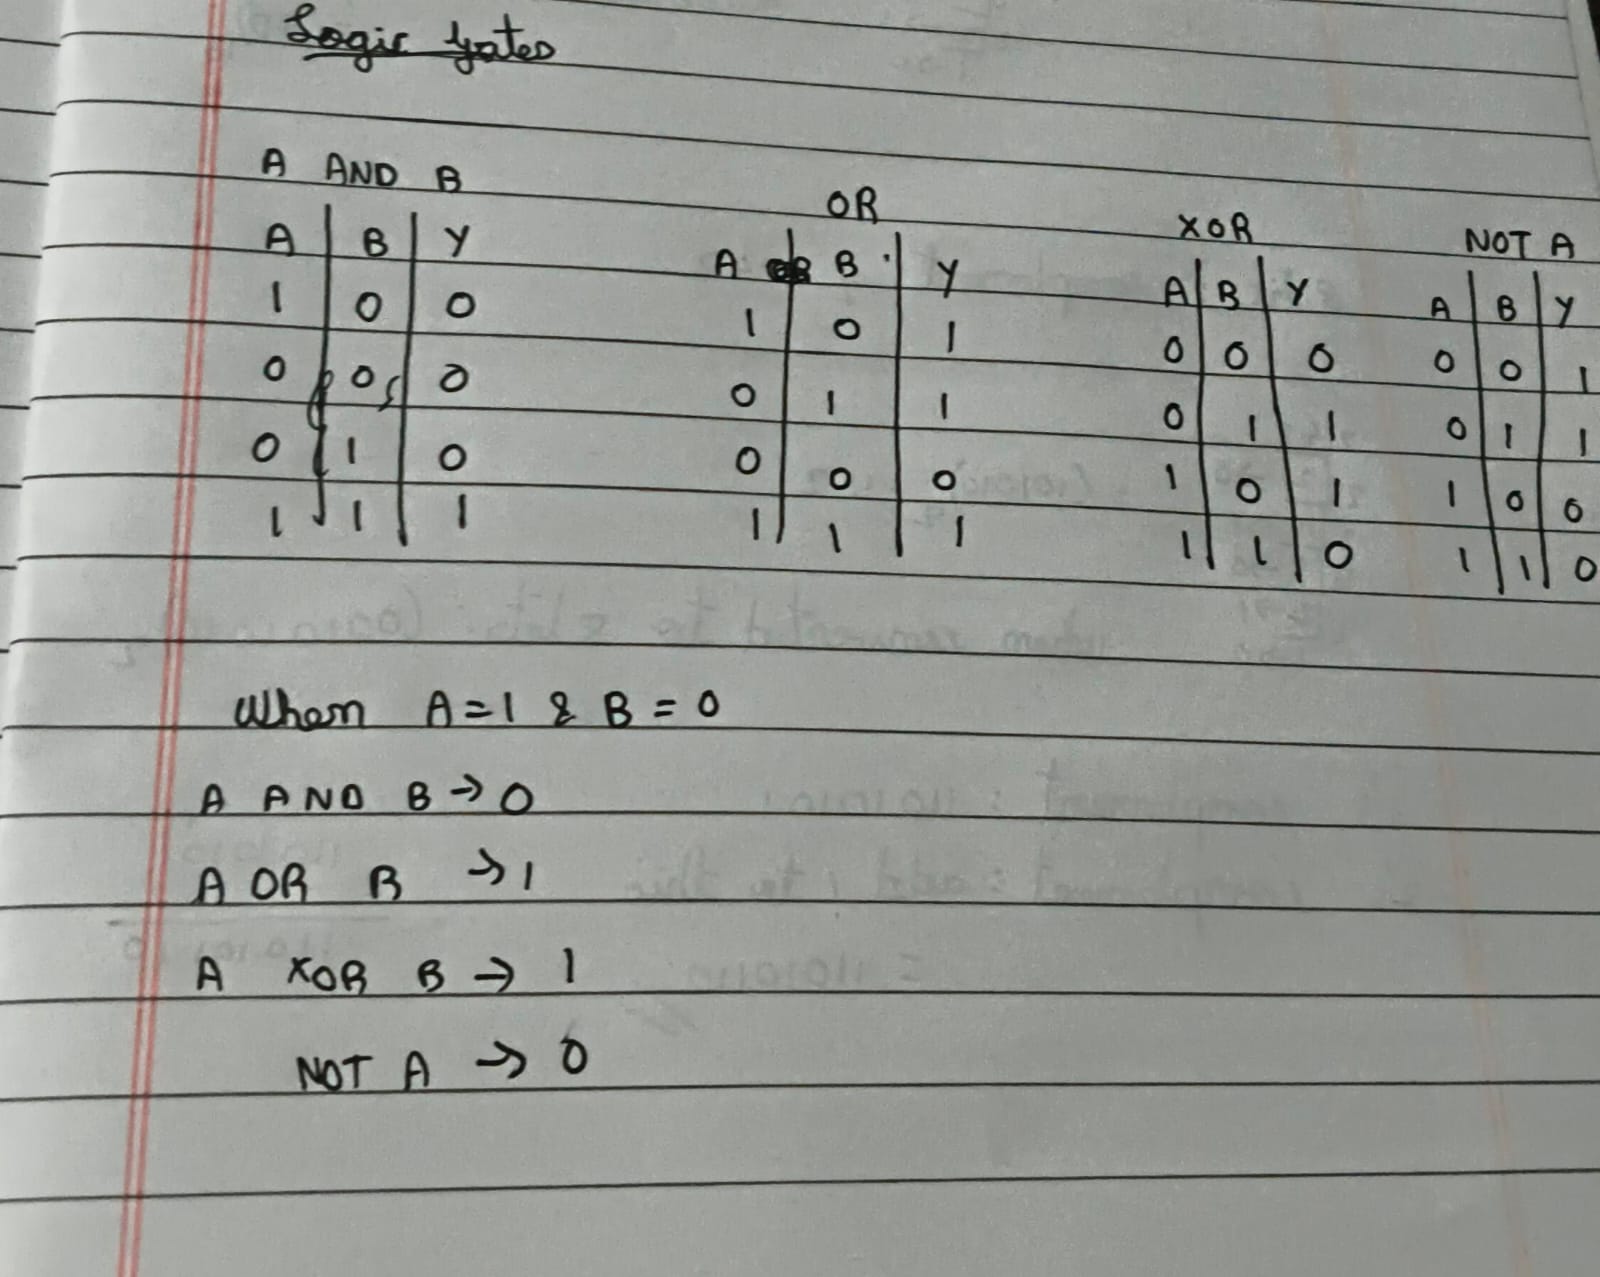 Logic Gates
A AND B OR XOR NOT A
A B Y A B Y A B Y A B Y
1 0 0 1 0 1 0 0 0 0 0 1
0 0 0 0 1 1 0 1 1 0 1 1
0 1 0 0 0 0 1 0 1 1 0 0
1 1 1 1 1 1 1 1 0 1 1 0
When A=1 & B=0
A AND B → 0
A OR B → 1
A XOR B → 1
NOT A → 0